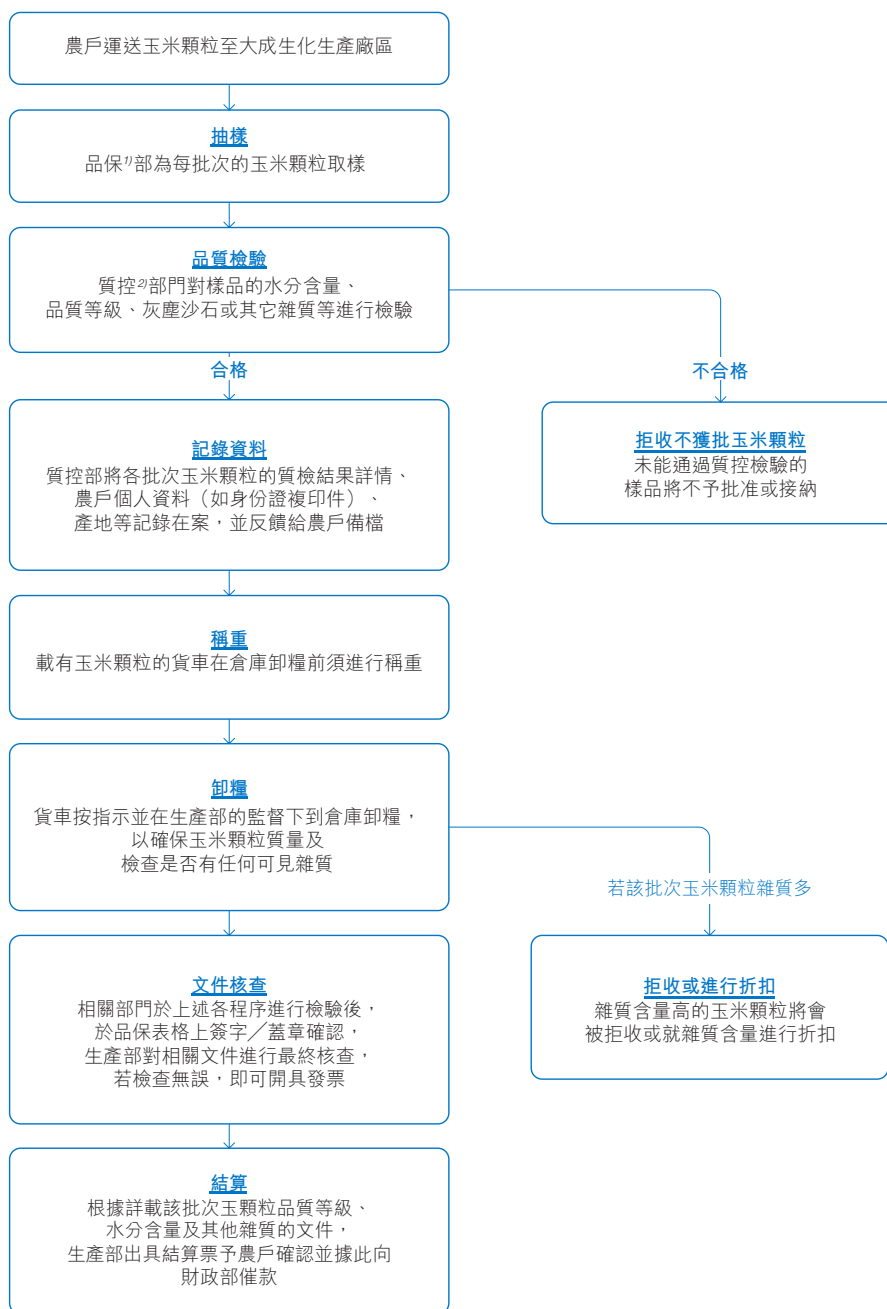 農戶運送玉米顆粒至大成生化生產廠區
抽樣
品保1)部為每批次的玉米顆粒取樣
品質檢驗
質控2)部門對樣品的水分含量、
品質等級、灰塵沙石或其它雜質等進行檢驗
合格
不合格
記錄資料
質控部將各批次玉米顆粒的質檢結果詳情、
農戶個人資料（如身份證複印件）、
產地等記錄在案，並反饋給農戶備檔
拒收不獲批玉米顆粒
未能通過質控檢驗的
樣品將不予批准或接納
稱重
載有玉米顆粒的貨車在倉庫卸糧前須進行稱重
卸糧
貨車按指示並在生產部的監督下到倉庫卸糧，
以確保玉米顆粒質量及
檢查是否有任何可見雜質
若該批次玉米顆粒雜質多
文件核查
相關部門於上述各程序進行檢驗後，
於品保表格上簽字／蓋章確認，
生產部對相關文件進行最終核查，
若檢查無誤，即可開具發票
拒收或進行折扣
雜質含量高的玉米顆粒將會
被拒收或就雜質含量進行折扣
結算
根據詳載該批次玉顆粒品質等級、
水分含量及其他雜質的文件，
生產部出具結算票予農戶確認並據此向
財政部催款